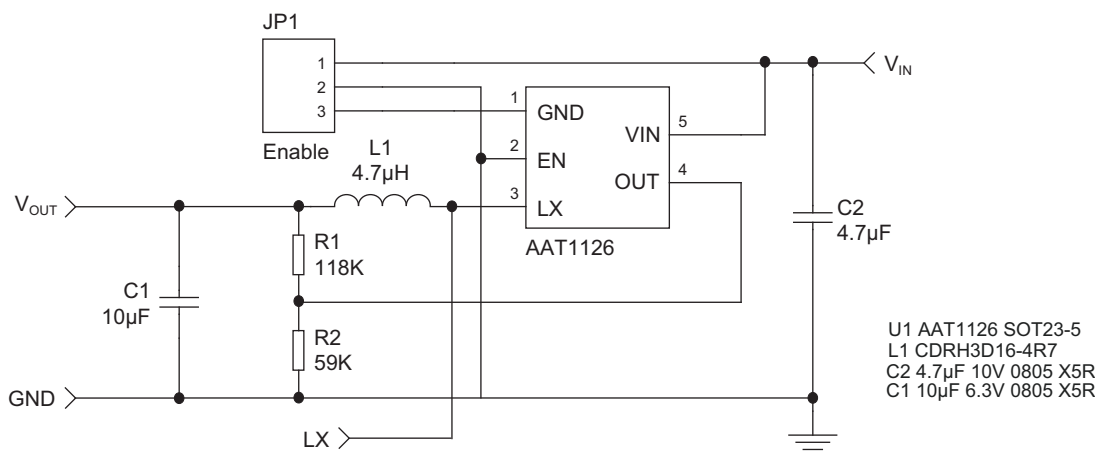 JP1
1
2
3
Enable
V_IN
1
GND
2
EN
3
LX
VIN
5
OUT
4
AAT1126
L1
4.7µH
V_OUT
R1
118K
C1
10µF
R2
59K
C2
4.7µF
GND
LX
U1 AAT1126 SOT23-5
L1 CDRH3D16-4R7
C2 4.7µF 10V 0805 X5R
C1 10µF 6.3V 0805 X5R